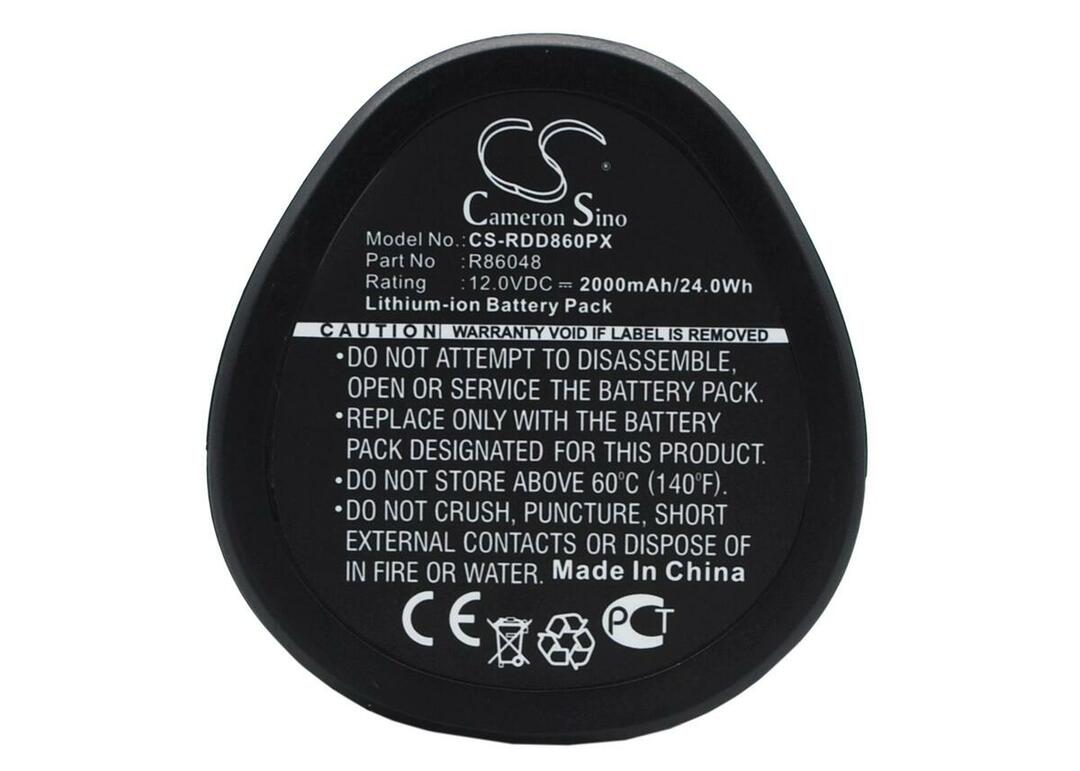 CS
Cameron Sino
Model No.:CS-RDD860PX
Part No :R86048
Rating :12.0VDC ⎓ 2000mAh/24.0Wh
Lithium-ion Battery Pack
CAUTION WARRANTY VOID IF LABEL IS REMOVED
•DO NOT ATTEMPT TO DISASSEMBLE,
OPEN OR SERVICE THE BATTERY PACK.
•REPLACE ONLY WITH THE BATTERY
PACK DESIGNATED FOR THIS PRODUCT.
•DO NOT STORE ABOVE 60°C (140°F).
•DO NOT CRUSH, PUNCTURE, SHORT
EXTERNAL CONTACTS OR DISPOSE OF
IN FIRE OR WATER. Made In China
CE PCT